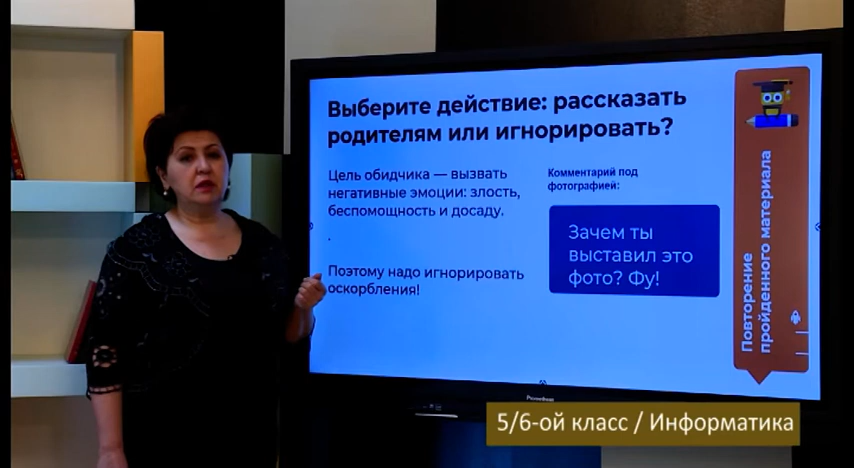 Выберите действие: рассказать
родителям или игнорировать?
Цель обидчика — вызвать
негативные эмоции: злость,
беспомощность и досаду.
.
Поэтому надо игнорировать
оскорбления!
Комментарий под
фотографией:
Зачем ты
выставил это
фото? Фу!
Повторение
пройденного материала
Promethean
5/6-ой класс / Информатика